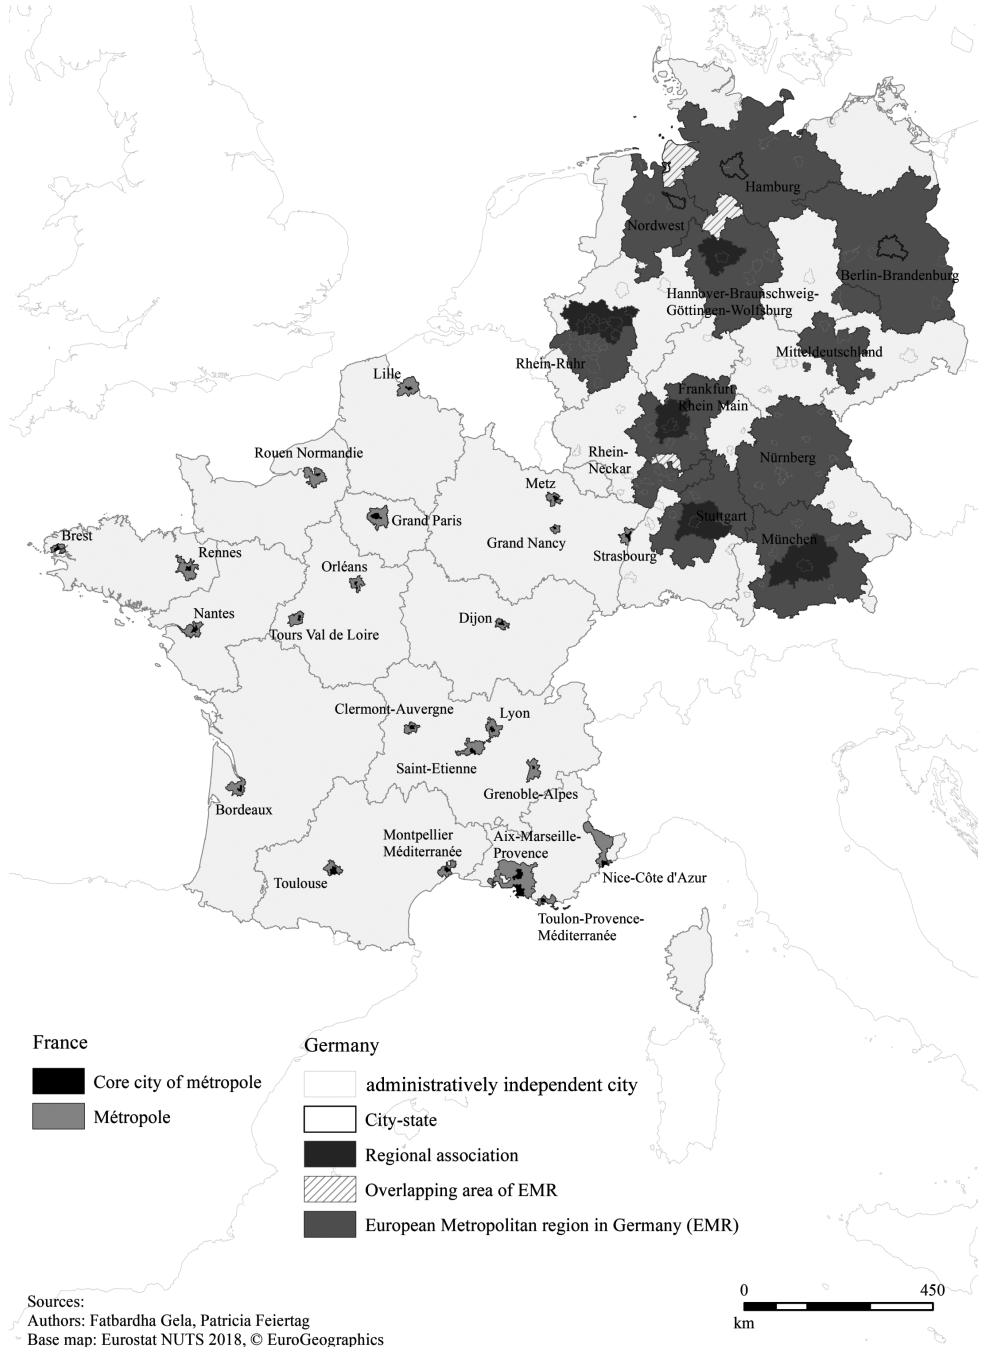 Hamburg
Nordwest
Berlin-Brandenburg
Hannover-Braunschweig-
Göttingen-Wolfsburg
Mitteldeutschland
Rhein-Ruhr
Lille
Frankfurt
Rhein Main
Rouen Normandie
Rhein-
Neckar
Nürnberg
Metz
Grand Paris
Stuttgart
Brest
Grand Nancy
München
Rennes
Strasbourg
Orléans
Nantes
Dijon
Tours Val de Loire
Clermont-Auvergne
Lyon
Saint-Etienne
Grenoble-Alpes
Bordeaux
Montpellier
Méditerranée
Aix-Marseille-
Provence
Toulouse
Nice-Côte d'Azur
Toulon-Provence-
Méditerranée
France
Core city of métropole
Métropole
Germany
administratively independent city
City-state
Regional association
Overlapping area of EMR
European Metropolitan region in Germany (EMR)
0 450
km
Sources:
Authors: Fatbardha Gela, Patricia Feiertag
Base map: Eurostat NUTS 2018, © EuroGeographics